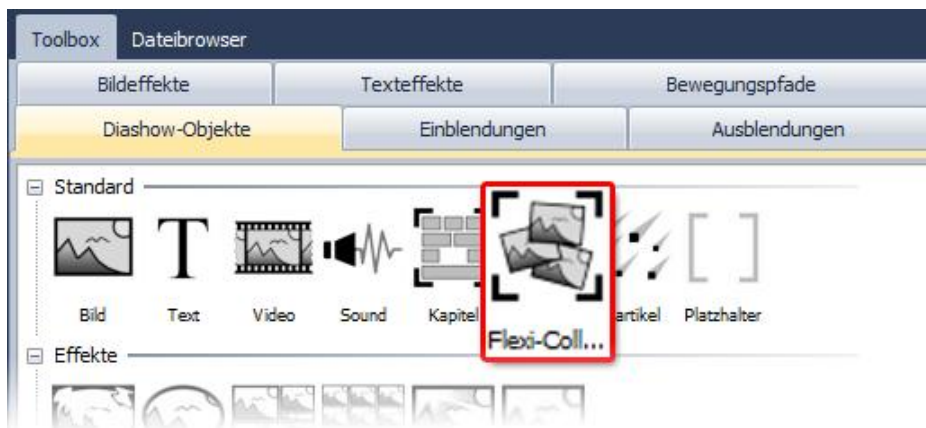 Toolbox Dateibrowser
Bildeffekte Texteffekte Bewegungspfade
Diashow-Objekte Einblendungen Ausblendungen
Standard
Bild Text Video Sound Kapitel Flexi-Coll... artikel Platzhalter
Effekte